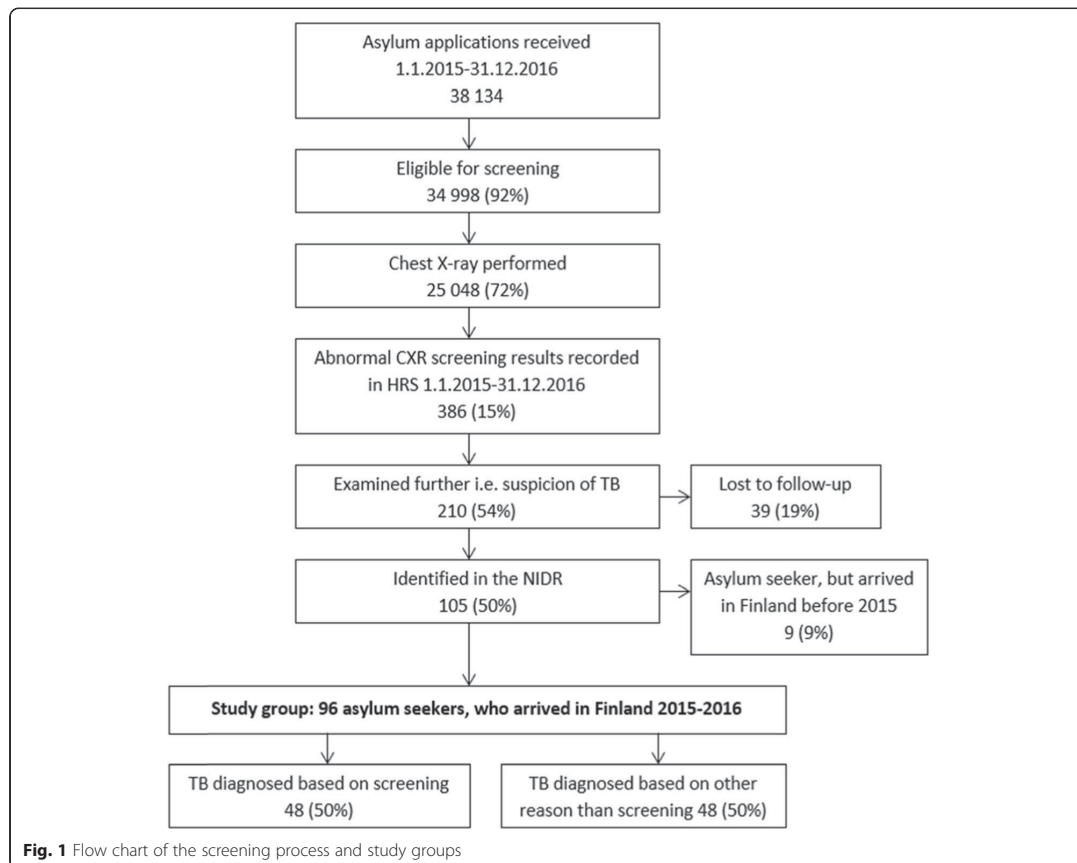 Asylum applications received
1.1.2015-31.12.2016
38 134
Eligible for screening
34 998 (92%)
Chest X-ray performed
25 048 (72%)
Abnormal CXR screening results recorded
in HRS 1.1.2015-31.12.2016
386 (15%)
Examined further i.e. suspicion of TB
210 (54%)
Lost to follow-up
39 (19%)
Identified in the NIDR
105 (50%)
Asylum seeker, but arrived
in Finland before 2015
9 (9%)
Study group: 96 asylum seekers, who arrived in Finland 2015-2016
TB diagnosed based on screening
48 (50%)
TB diagnosed based on other
reason than screening 48 (50%)
Fig. 1 Flow chart of the screening process and study groups